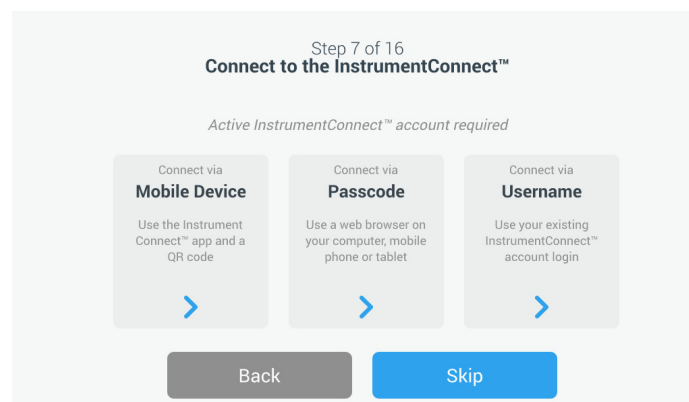 Step 7 of 16
Connect to the InstrumentConnect™
Active InstrumentConnect™ account required
Connect via
Mobile Device
Use the Instrument
Connect™ app and a
QR code
Connect via
Passcode
Use a web browser on
your computer, mobile
phone or tablet
Connect via
Username
Use your existing
InstrumentConnect™
account login
Back
Skip